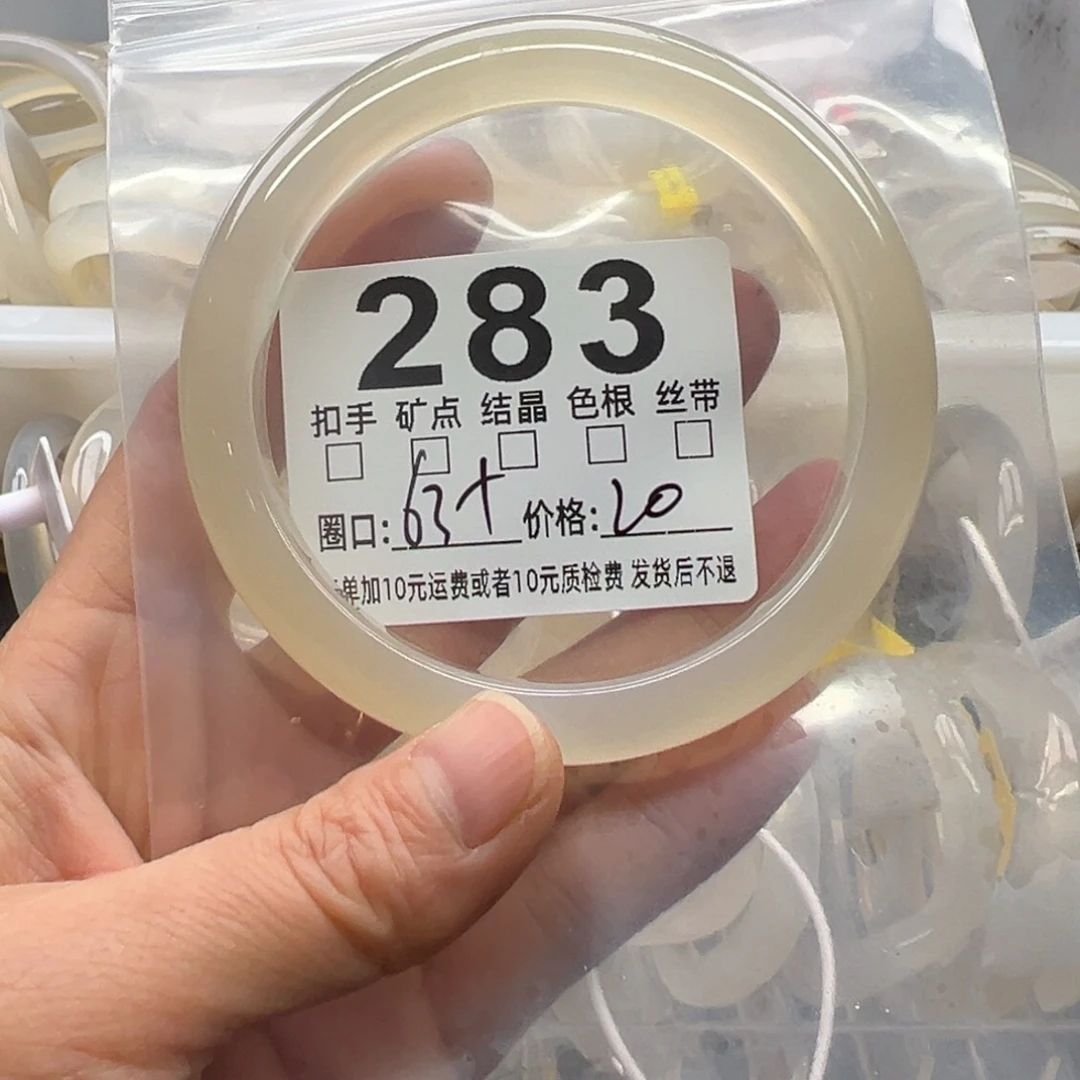 283
扣手 矿点 结晶 色根 丝带
圈口: 63+ 价格: 20
单加10元运费或者10元质检费 发货后不退